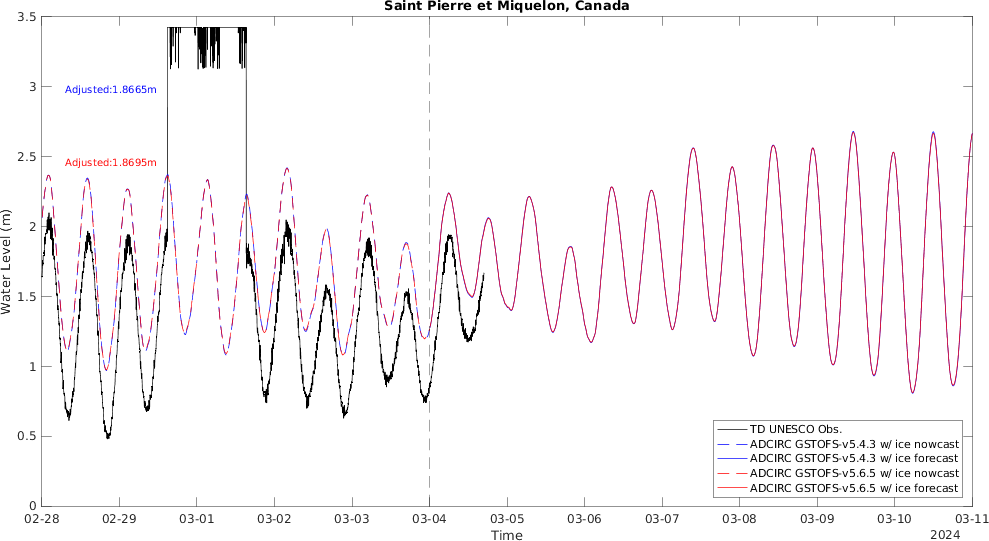 Saint Pierre et Miquelon, Canada
3.5
3
2.5
2
1.5
1
0.5
0
Water Level (m)
Adjusted:1.8665m
Adjusted:1.8695m
TD UNESCO Obs.
ADCIRC GSTOFS-v5.4.3 w/ ice nowcast
ADCIRC GSTOFS-v5.4.3 w/ ice forecast
ADCIRC GSTOFS-v5.6.5 w/ ice nowcast
ADCIRC GSTOFS-v5.6.5 w/ ice forecast
02-28 02-29 03-01 03-02 03-03 03-04 03-05 03-06 03-07 03-08 03-09 03-10 03-11
Time
2024